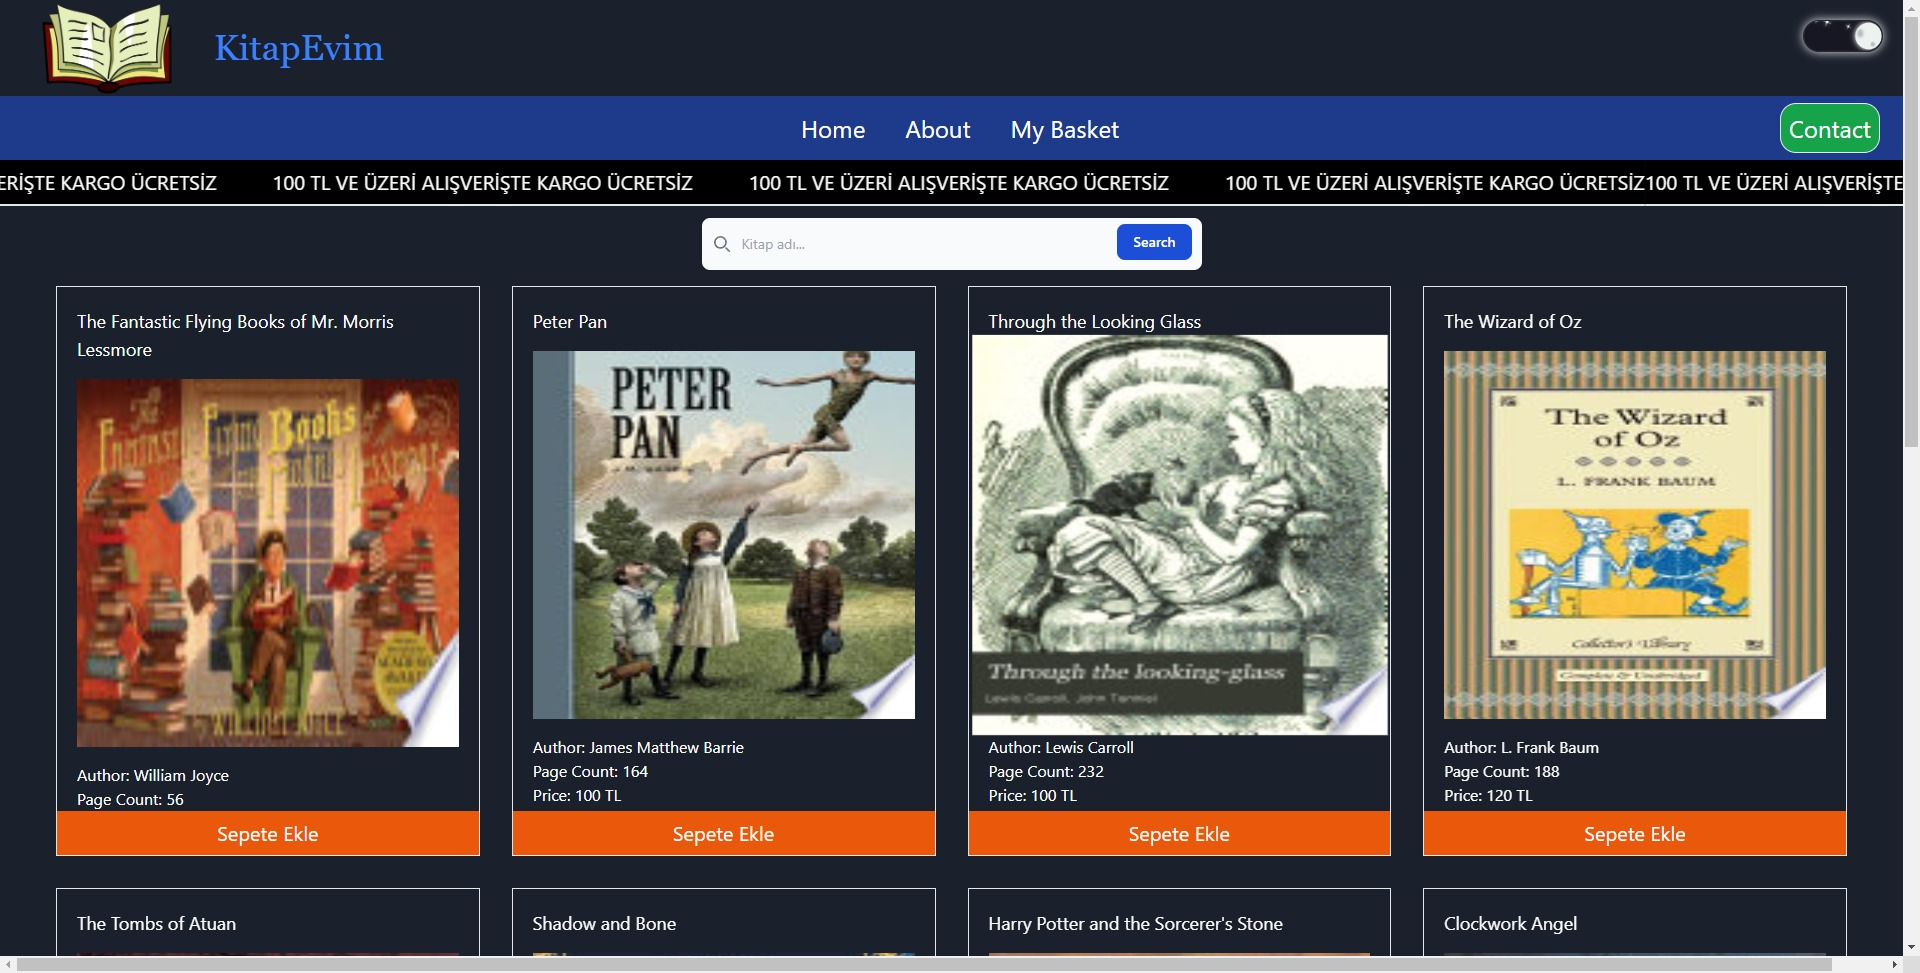 KitapEvim
Home About My Basket Contact
ERİŞTE KARGO ÜCRETSİZ 100 TL VE ÜZERİ ALIŞVERİŞTE KARGO ÜCRETSİZ 100 TL VE ÜZERİ ALIŞVERİŞTE KARGO ÜCRETSİZ 100 TL VE ÜZERİ ALIŞVERİŞTE KARGO ÜCRETSİZ100 TL VE ÜZERİ ALIŞVERİŞTE
Kitap adı... Search
The Fantastic Flying Books of Mr. Morris
Lessmore
The
Fantastic Flying Books
Morris Lessmore
WILLIAM JOYCE
Author: William Joyce
Page Count: 56
Sepete Ekle
Peter Pan
PETER
PAN
Author: James Matthew Barrie
Page Count: 164
Price: 100 TL
Sepete Ekle
Through the Looking Glass
Through the looking-glass
Lewis Carroll, John Tenniel
Author: Lewis Carroll
Page Count: 232
Price: 100 TL
Sepete Ekle
The Wizard of Oz
The Wizard
of Oz
L. FRANK BAUM
Collector's Library
Complete & Unabridged
Author: L. Frank Baum
Page Count: 188
Price: 120 TL
Sepete Ekle
The Tombs of Atuan
Shadow and Bone
Harry Potter and the Sorcerer's Stone
Clockwork Angel